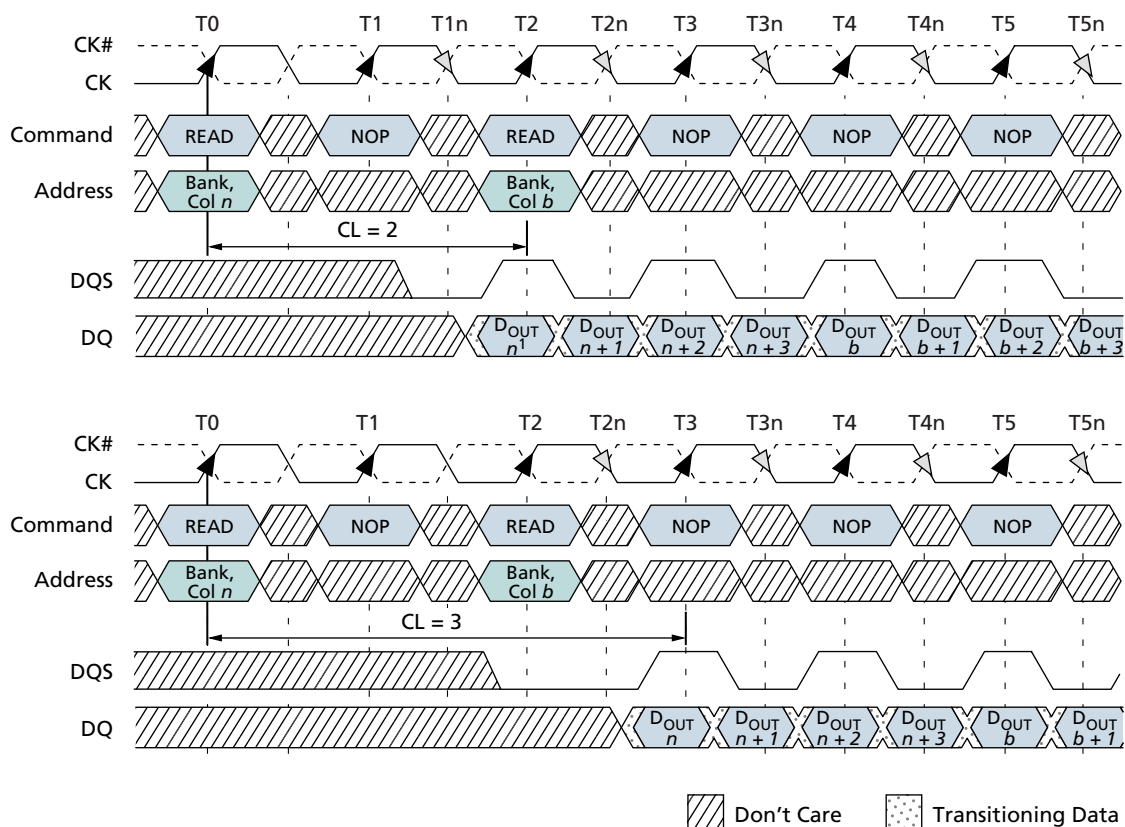 T0 T1 T1n T2 T2n T3 T3n T4 T4n T5 T5n
CK#
CK
Command READ NOP READ NOP NOP NOP
Address Bank, Col n Bank, Col b
CL = 2
DQS
DQ DOUT n1 DOUT n + 1 DOUT n + 2 DOUT n + 3 DOUT b DOUT b + 1 DOUT b + 2 DOUT b + 3
T0 T1 T2 T2n T3 T3n T4 T4n T5 T5n
CK#
CK
Command READ NOP READ NOP NOP NOP
Address Bank, Col n Bank, Col b
CL = 3
DQS
DQ DOUT n DOUT n + 1 DOUT n + 2 DOUT n + 3 DOUT b DOUT b + 1
Don't Care Transitioning Data